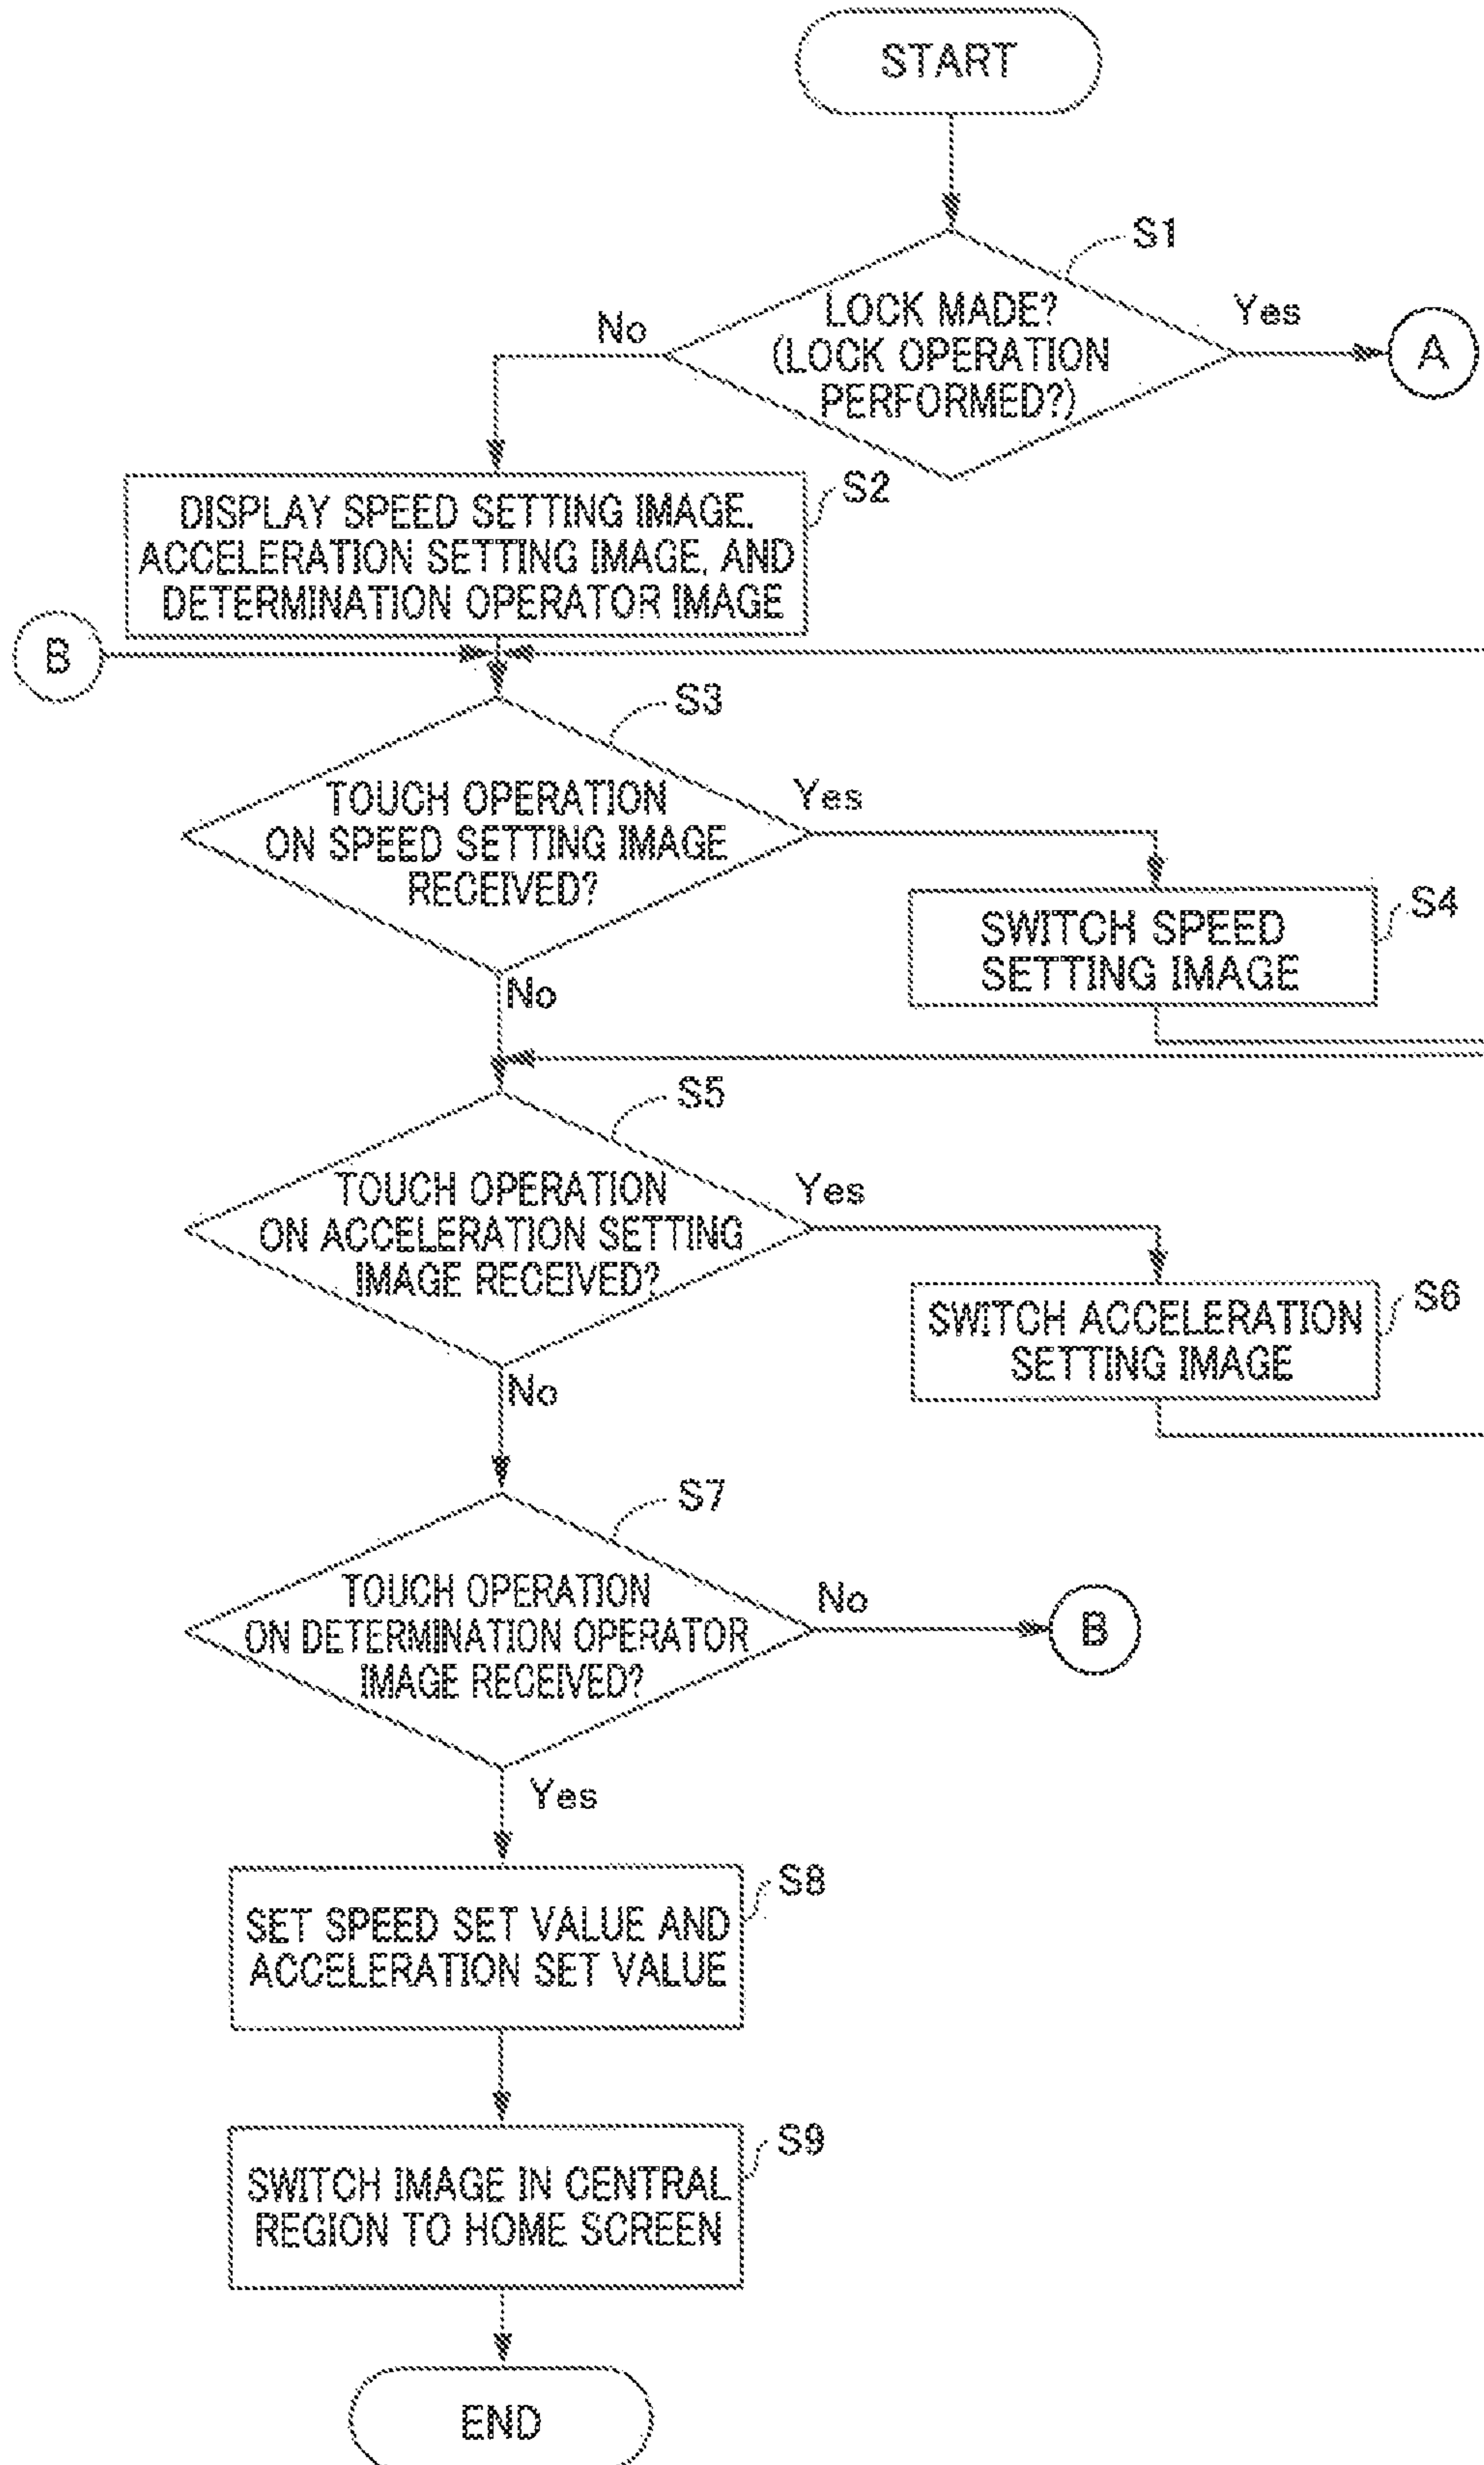 START
S1
LOCK MADE?
(LOCK OPERATION
PERFORMED?)
No
Yes
A
S2
DISPLAY SPEED SETTING IMAGE,
ACCELERATION SETTING IMAGE, AND
DETERMINATION OPERATOR IMAGE
B
S3
TOUCH OPERATION
ON SPEED SETTING IMAGE
RECEIVED?
Yes
No
S4
SWITCH SPEED
SETTING IMAGE
S5
TOUCH OPERATION
ON ACCELERATION SETTING
IMAGE RECEIVED?
Yes
No
S6
SWITCH ACCELERATION
SETTING IMAGE
S7
TOUCH OPERATION
ON DETERMINATION OPERATOR
IMAGE RECEIVED?
No
B
Yes
S8
SET SPEED SET VALUE AND
ACCELERATION SET VALUE
S9
SWITCH IMAGE IN CENTRAL
REGION TO HOME SCREEN
END